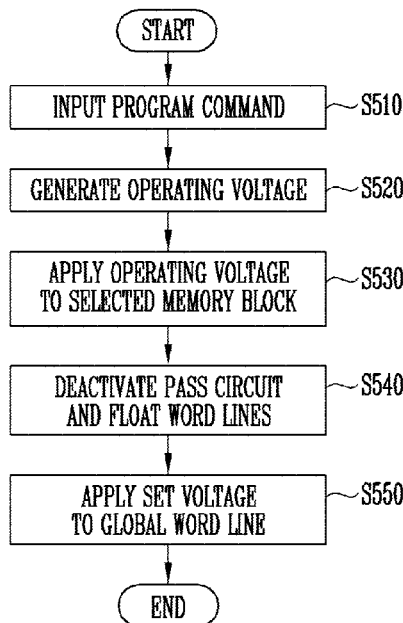 START
INPUT PROGRAM COMMAND
S510
GENERATE OPERATING VOLTAGE
S520
APPLY OPERATING VOLTAGE
TO SELECTED MEMORY BLOCK
S530
DEACTIVATE PASS CIRCUIT
AND FLOAT WORD LINES
S540
APPLY SET VOLTAGE
TO GLOBAL WORD LINE
S550
END